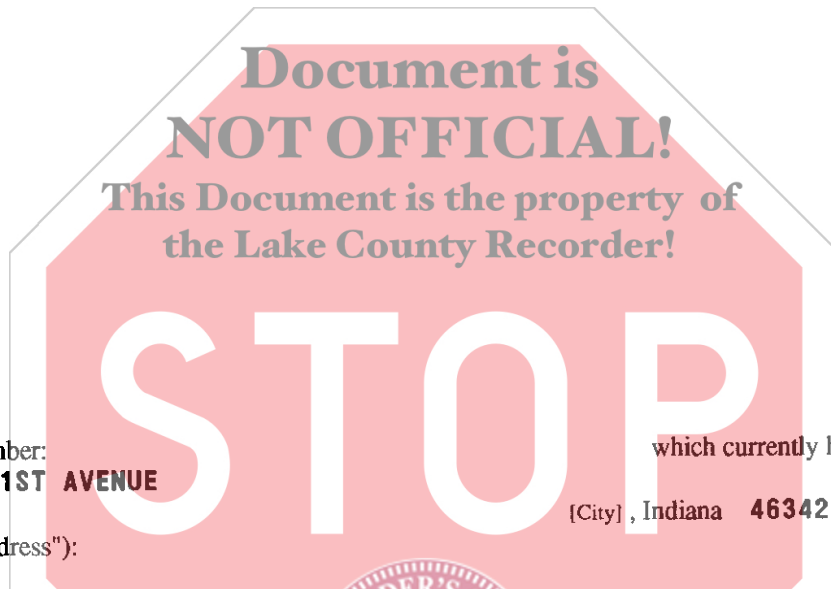 Document is
NOT OFFICIAL!
This Document is the property of
the Lake County Recorder!
STOP
which currently
1ST AVENUE
[City] , Indiana 46342